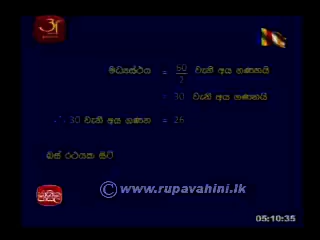 මධ්‍යස්ථය = 60/2 වැනි අය ගණනයි
= 30 වැනි අය ගණනයි
∴ 30 වැනි අය ගණන = 26
බස් රථයක සිටි
© www.rupavahini.lk
05:10:35